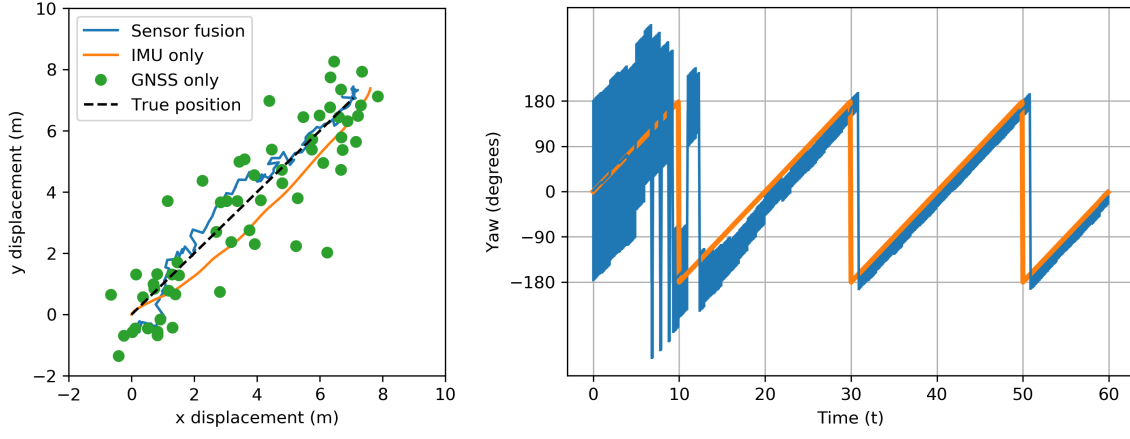 10
8
6
4
2
0
−2
y displacement (m)
Sensor fusion
IMU only
GNSS only
True position
−2 0 2 4 6 8 10
x displacement (m)
180
90
0
−90
−180
Yaw (degrees)
0 10 20 30 40 50 60
Time (t)